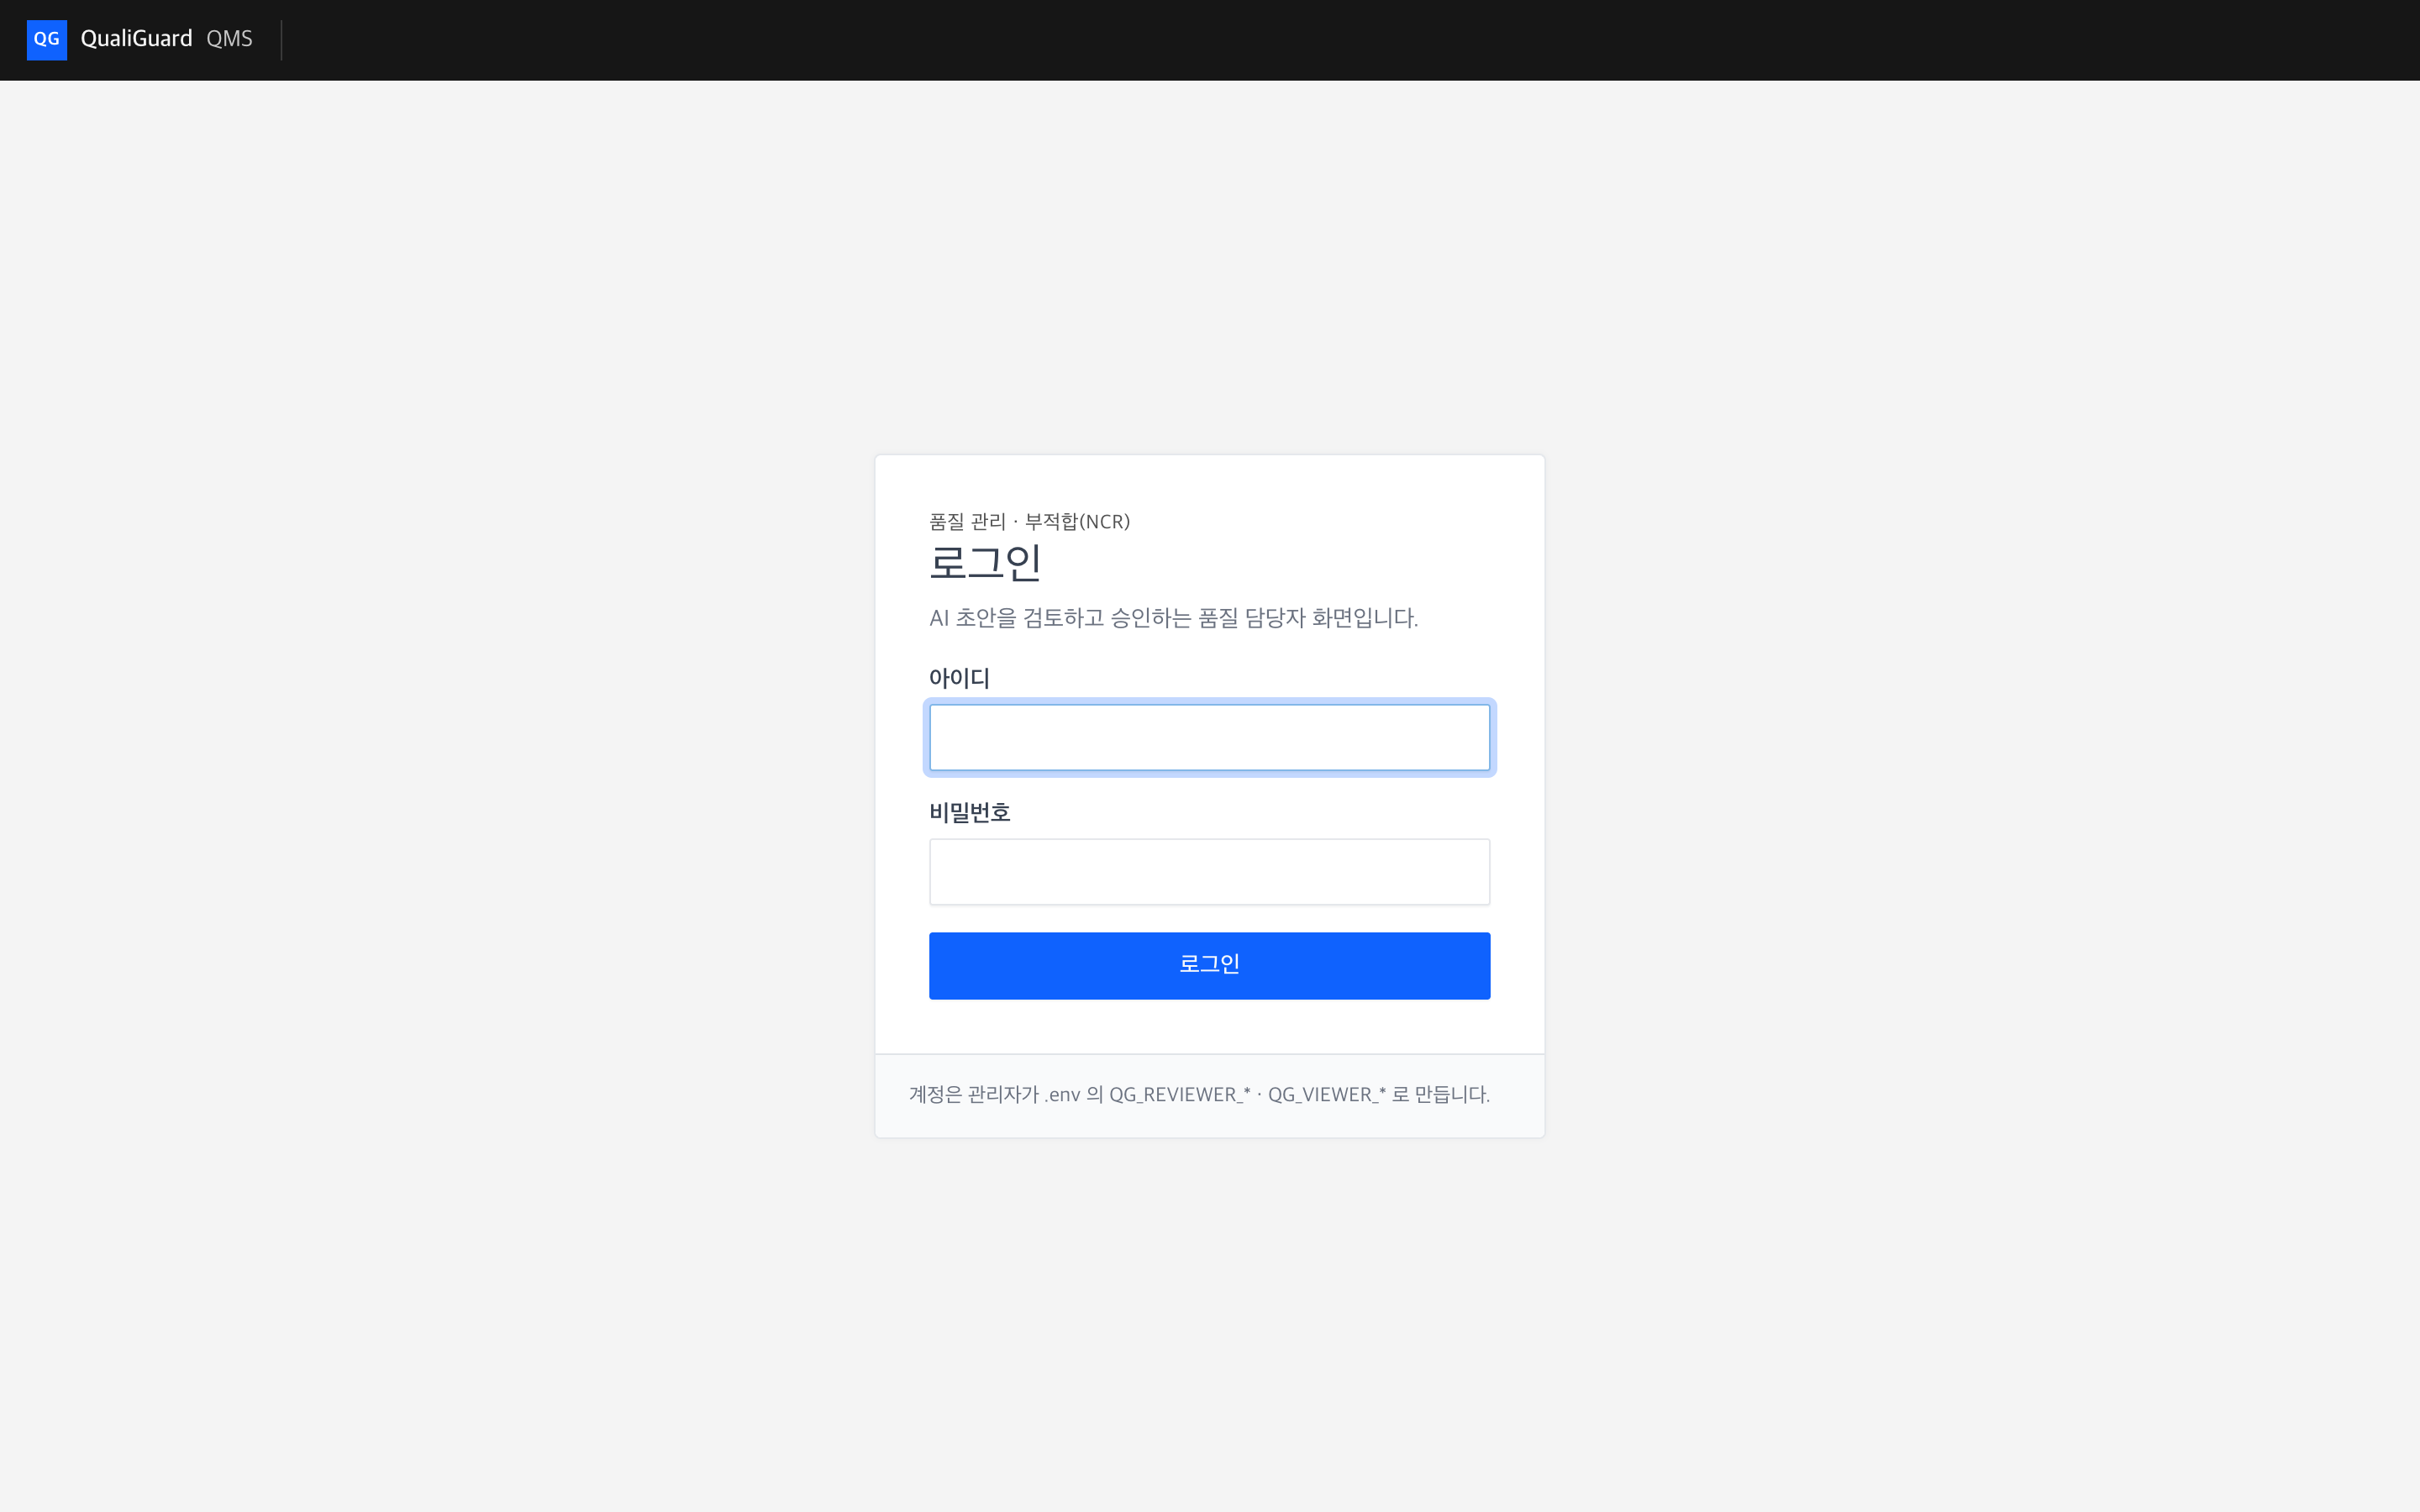 QG QualiGuard QMS
품질 관리 · 부적합(NCR)
로그인
AI 초안을 검토하고 승인하는 품질 담당자 화면입니다.
아이디
비밀번호
로그인
계정은 관리자가 .env 의 QG_REVIEWER_* · QG_VIEWER_* 로 만듭니다.